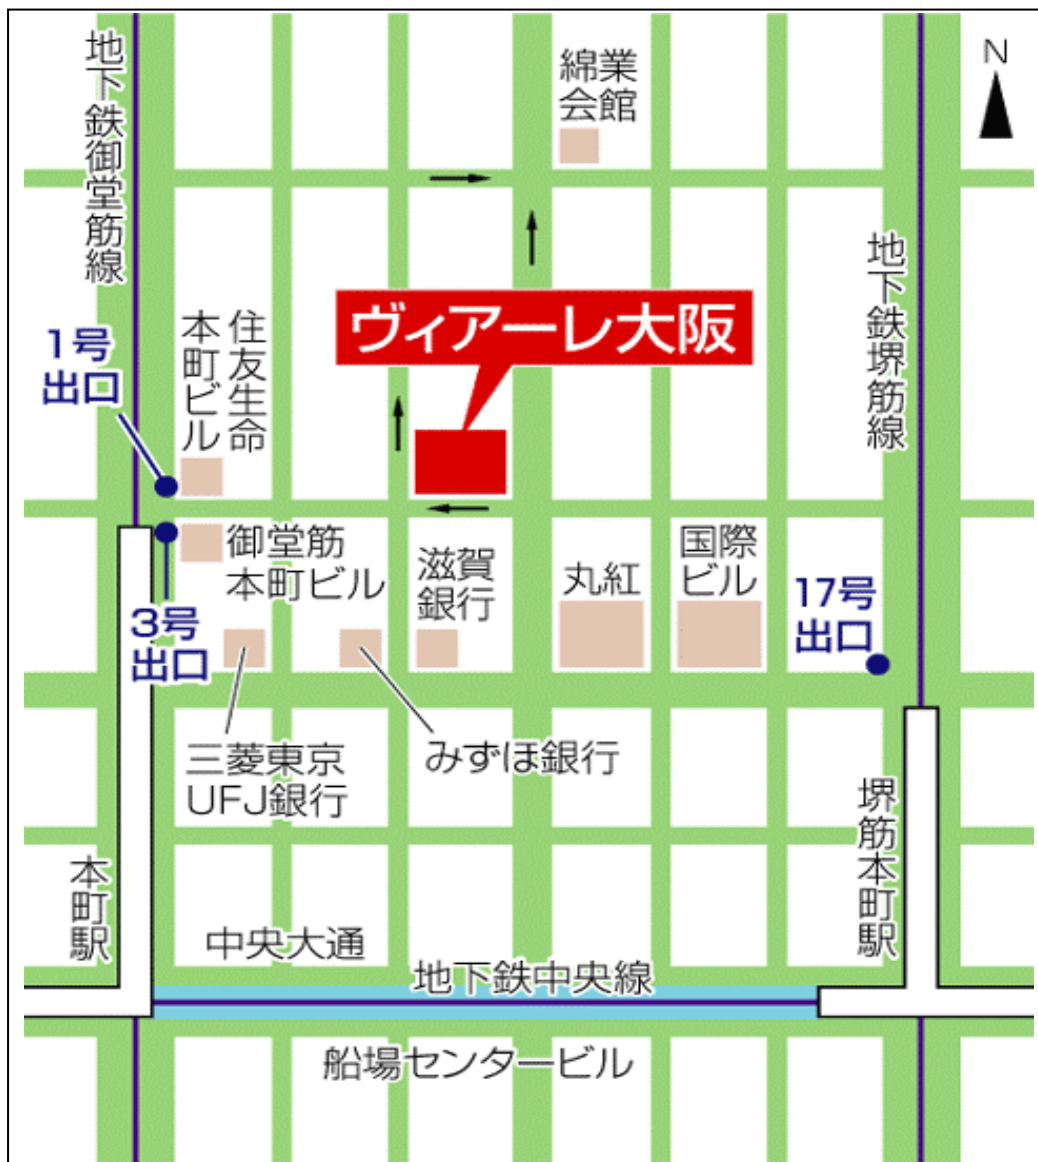 地下鉄御堂筋線
綿業
会館
N
地下鉄堺筋線
ヴィアーレ大阪
住友生命
本町ビル
1号
出口
御堂筋
本町ビル
3号
出口
滋賀
銀行
丸紅
国際
ビル
17号
出口
三菱東京
UFJ銀行
みずほ銀行
本町駅
堺筋本町駅
中央大通
地下鉄中央線
船場センタービル